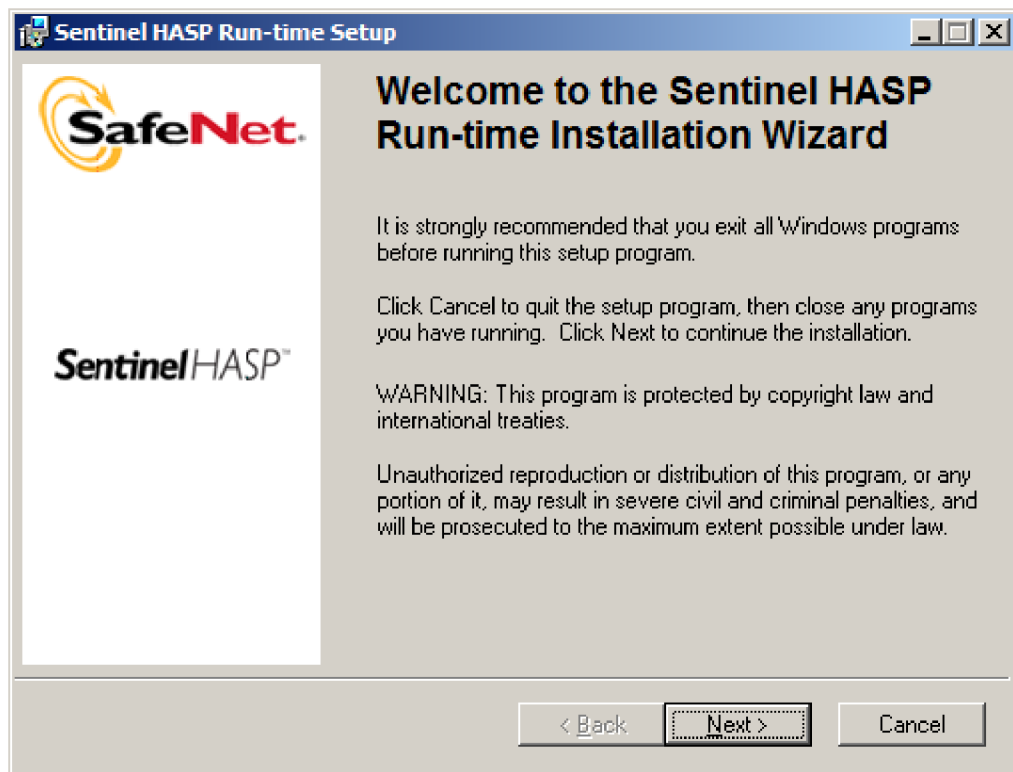 Sentinel HASP Run-time Setup
SafeNet.
Sentinel HASP™
Welcome to the Sentinel HASP
Run-time Installation Wizard
It is strongly recommended that you exit all Windows programs
before running this setup program.
Click Cancel to quit the setup program, then close any programs
you have running.  Click Next to continue the installation.
WARNING: This program is protected by copyright law and
international treaties.
Unauthorized reproduction or distribution of this program, or any
portion of it, may result in severe civil and criminal penalties, and
will be prosecuted to the maximum extent possible under law.
< Back
Next >
Cancel